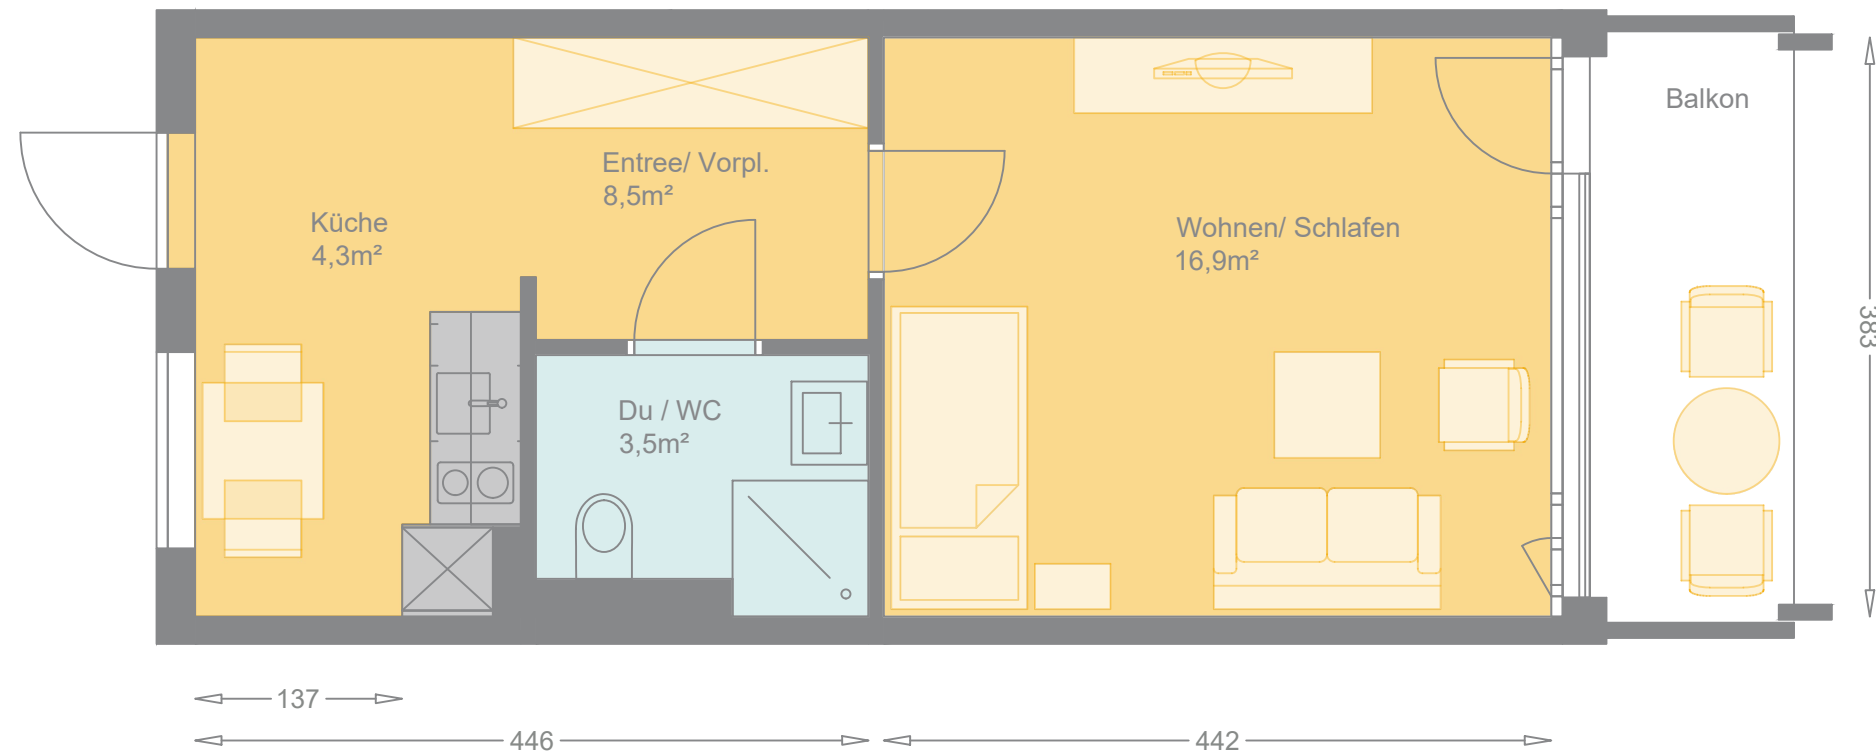 Balkon
Entree/ Vorpl.
8,5m²
Küche
4,3m²
Wohnen/ Schlafen
16,9m²
383
Du / WC
3,5m²
137
446
442